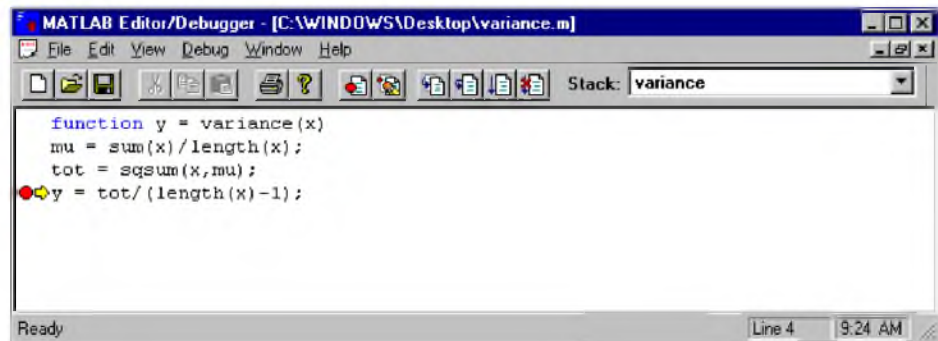 MATLAB Editor/Debugger - [C:\WINDOWS\Desktop\variance.m]
File Edit View Debug Window Help
Stack: variance
function y = variance(x)
mu = sum(x)/length(x);
tot = sqsum(x,mu);
y = tot/(length(x)-1);
Ready Line 4 9:24 AM